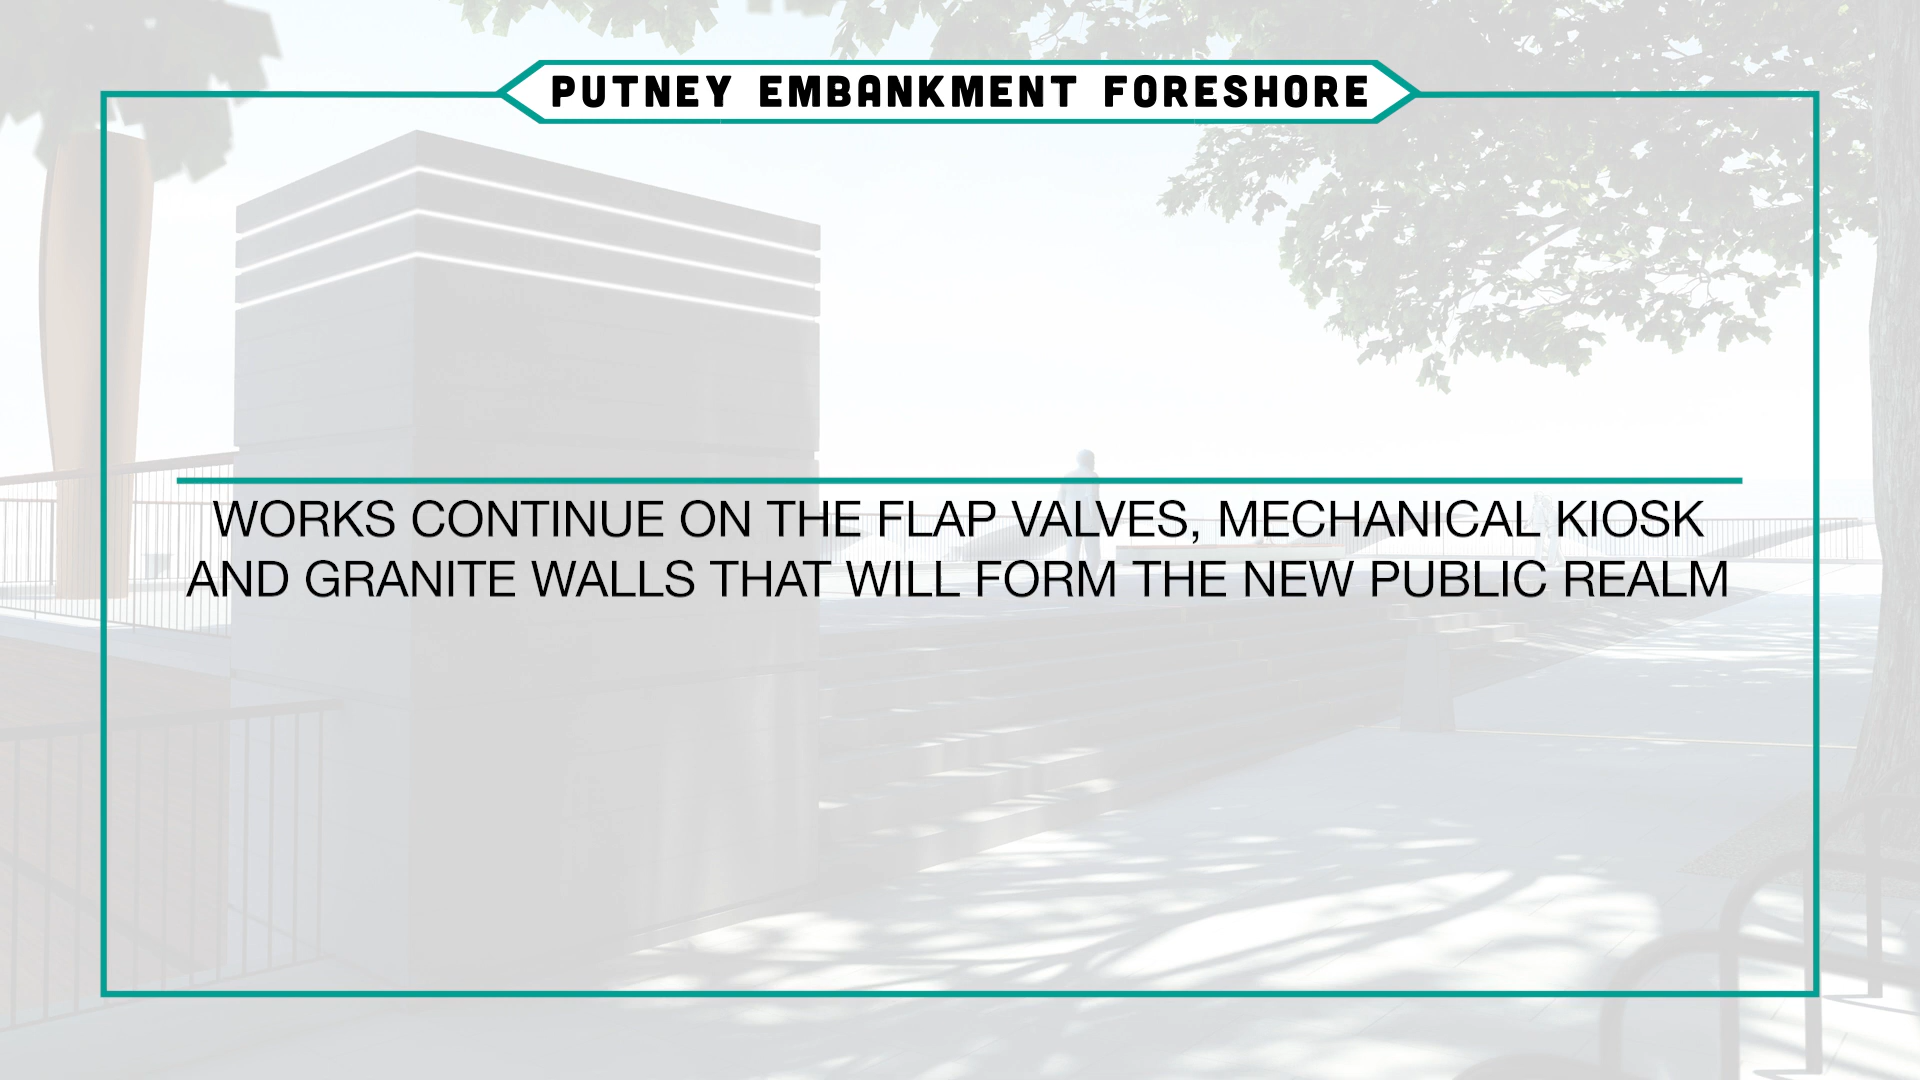 PUTNEY EMBANKMENT FORESHORE
WORKS CONTINUE ON THE FLAP VALVES, MECHANICAL KIOSK
AND GRANITE WALLS THAT WILL FORM THE NEW PUBLIC REALM